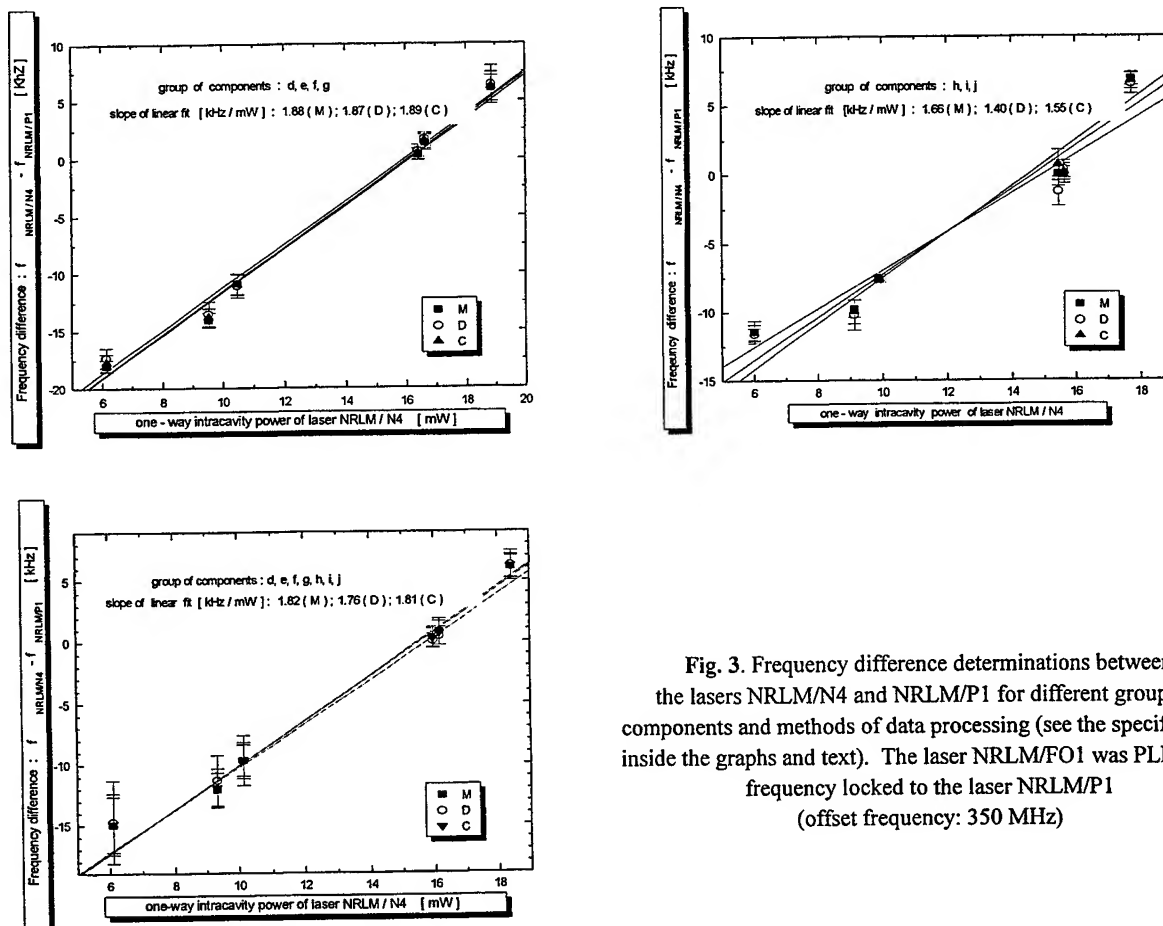 Frequency difference : f NRLM/N4 - f NRLM/P1 [ KhZ ]
10
5
0
-5
-10
-15
-20
group of components : d, e, f, g
slope of linear fit [ kHz / mW ] : 1.88 ( M ) ; 1.87 ( D ) ; 1.89 ( C )
M
D
C
6 8 10 12 14 16 18 20
one - way intracavity power of laser NRLM / N4 [ mW ]
Frequency difference : f NRLM/N4 - f NRLM/P1 [ kHz ]
10
5
0
-5
-10
-15
group of components : h, i, j
slope of linear fit [ kHz / mW ] : 1.66 ( M ) ; 1.40 ( D ) ; 1.55 ( C )
M
D
C
6 8 10 12 14 16 18
one - way intracavity power of laser NRLM / N4 [ mW ]
Frequency difference : f NRLM/N4 - f NRLM/P1 [ kHz ]
5
0
-5
-10
-15
group of components : d, e, f, g, h, i, j
slope of linear fit [ kHz / mW ] : 1.82 ( M ) ; 1.76 ( D ) ; 1.81 ( C )
M
D
C
6 8 10 12 14 16 18
one-way intracavity power of laser NRLM / N4 [ mW ]
Fig. 3. Frequency difference determinations between
the lasers NRLM/N4 and NRLM/P1 for different group
components and methods of data processing (see the specif
inside the graphs and text). The laser NRLM/FO1 was PLL
frequency locked to the laser NRLM/P1
(offset frequency: 350 MHz)